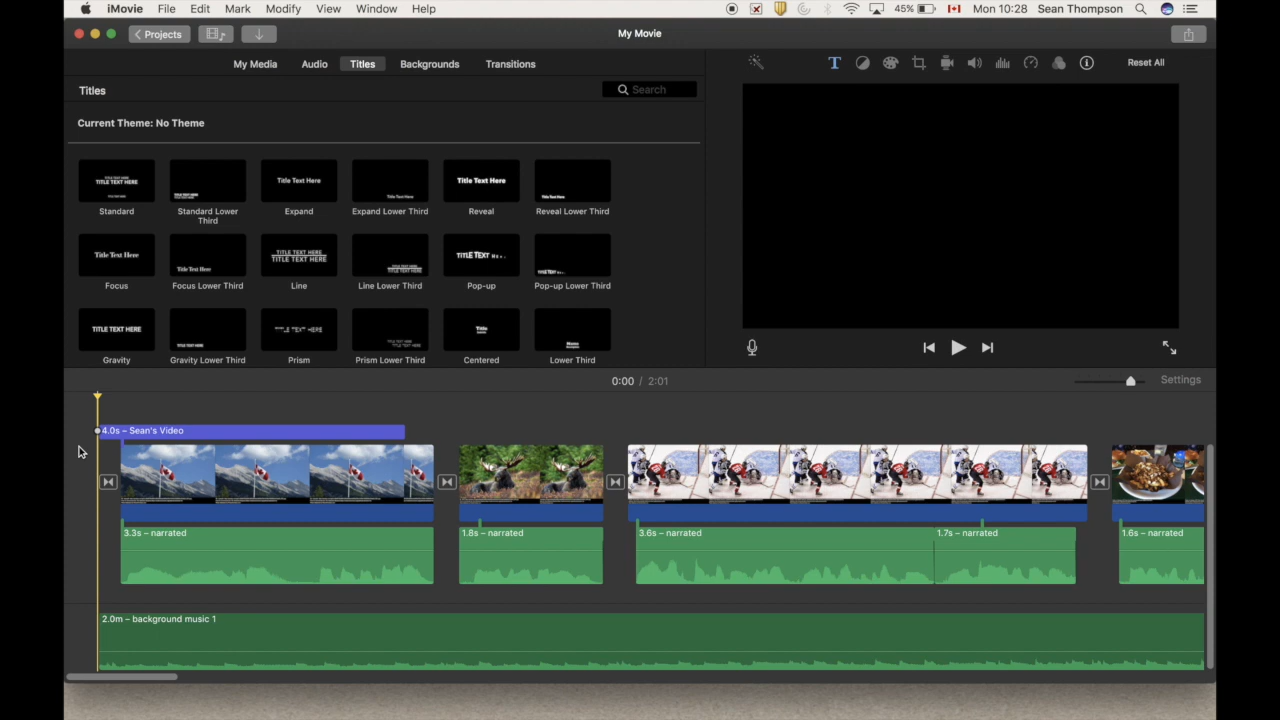 iMovie File Edit Mark Modify View Window Help 45% Mon 10:28 Sean Thompson
Projects My Movie
My Media Audio Titles Backgrounds Transitions T Reset All
Titles Search
Current Theme: No Theme
Title Text Here Title Text Here Title Text Here
TITLE TEXT HERE
Standard Standard Lower Third Expand Expand Lower Third Reveal Reveal Lower Third
Title Text Here Title Text Here TITLE TEXT HERE TITLE TEXT
TITLE TEXT HERE
Focus Focus Lower Third Line Line Lower Third Pop-up Pop-up Lower Third
TITLE TEXT HERE Title
Gravity Gravity Lower Third Prism Prism Lower Third Centered Lower Third
0:00 / 2:01 Settings
4.0s – Sean's Video
3.3s – narrated 1.8s – narrated 3.6s – narrated 1.7s – narrated 1.6s – narrated
2.0m – background music 1